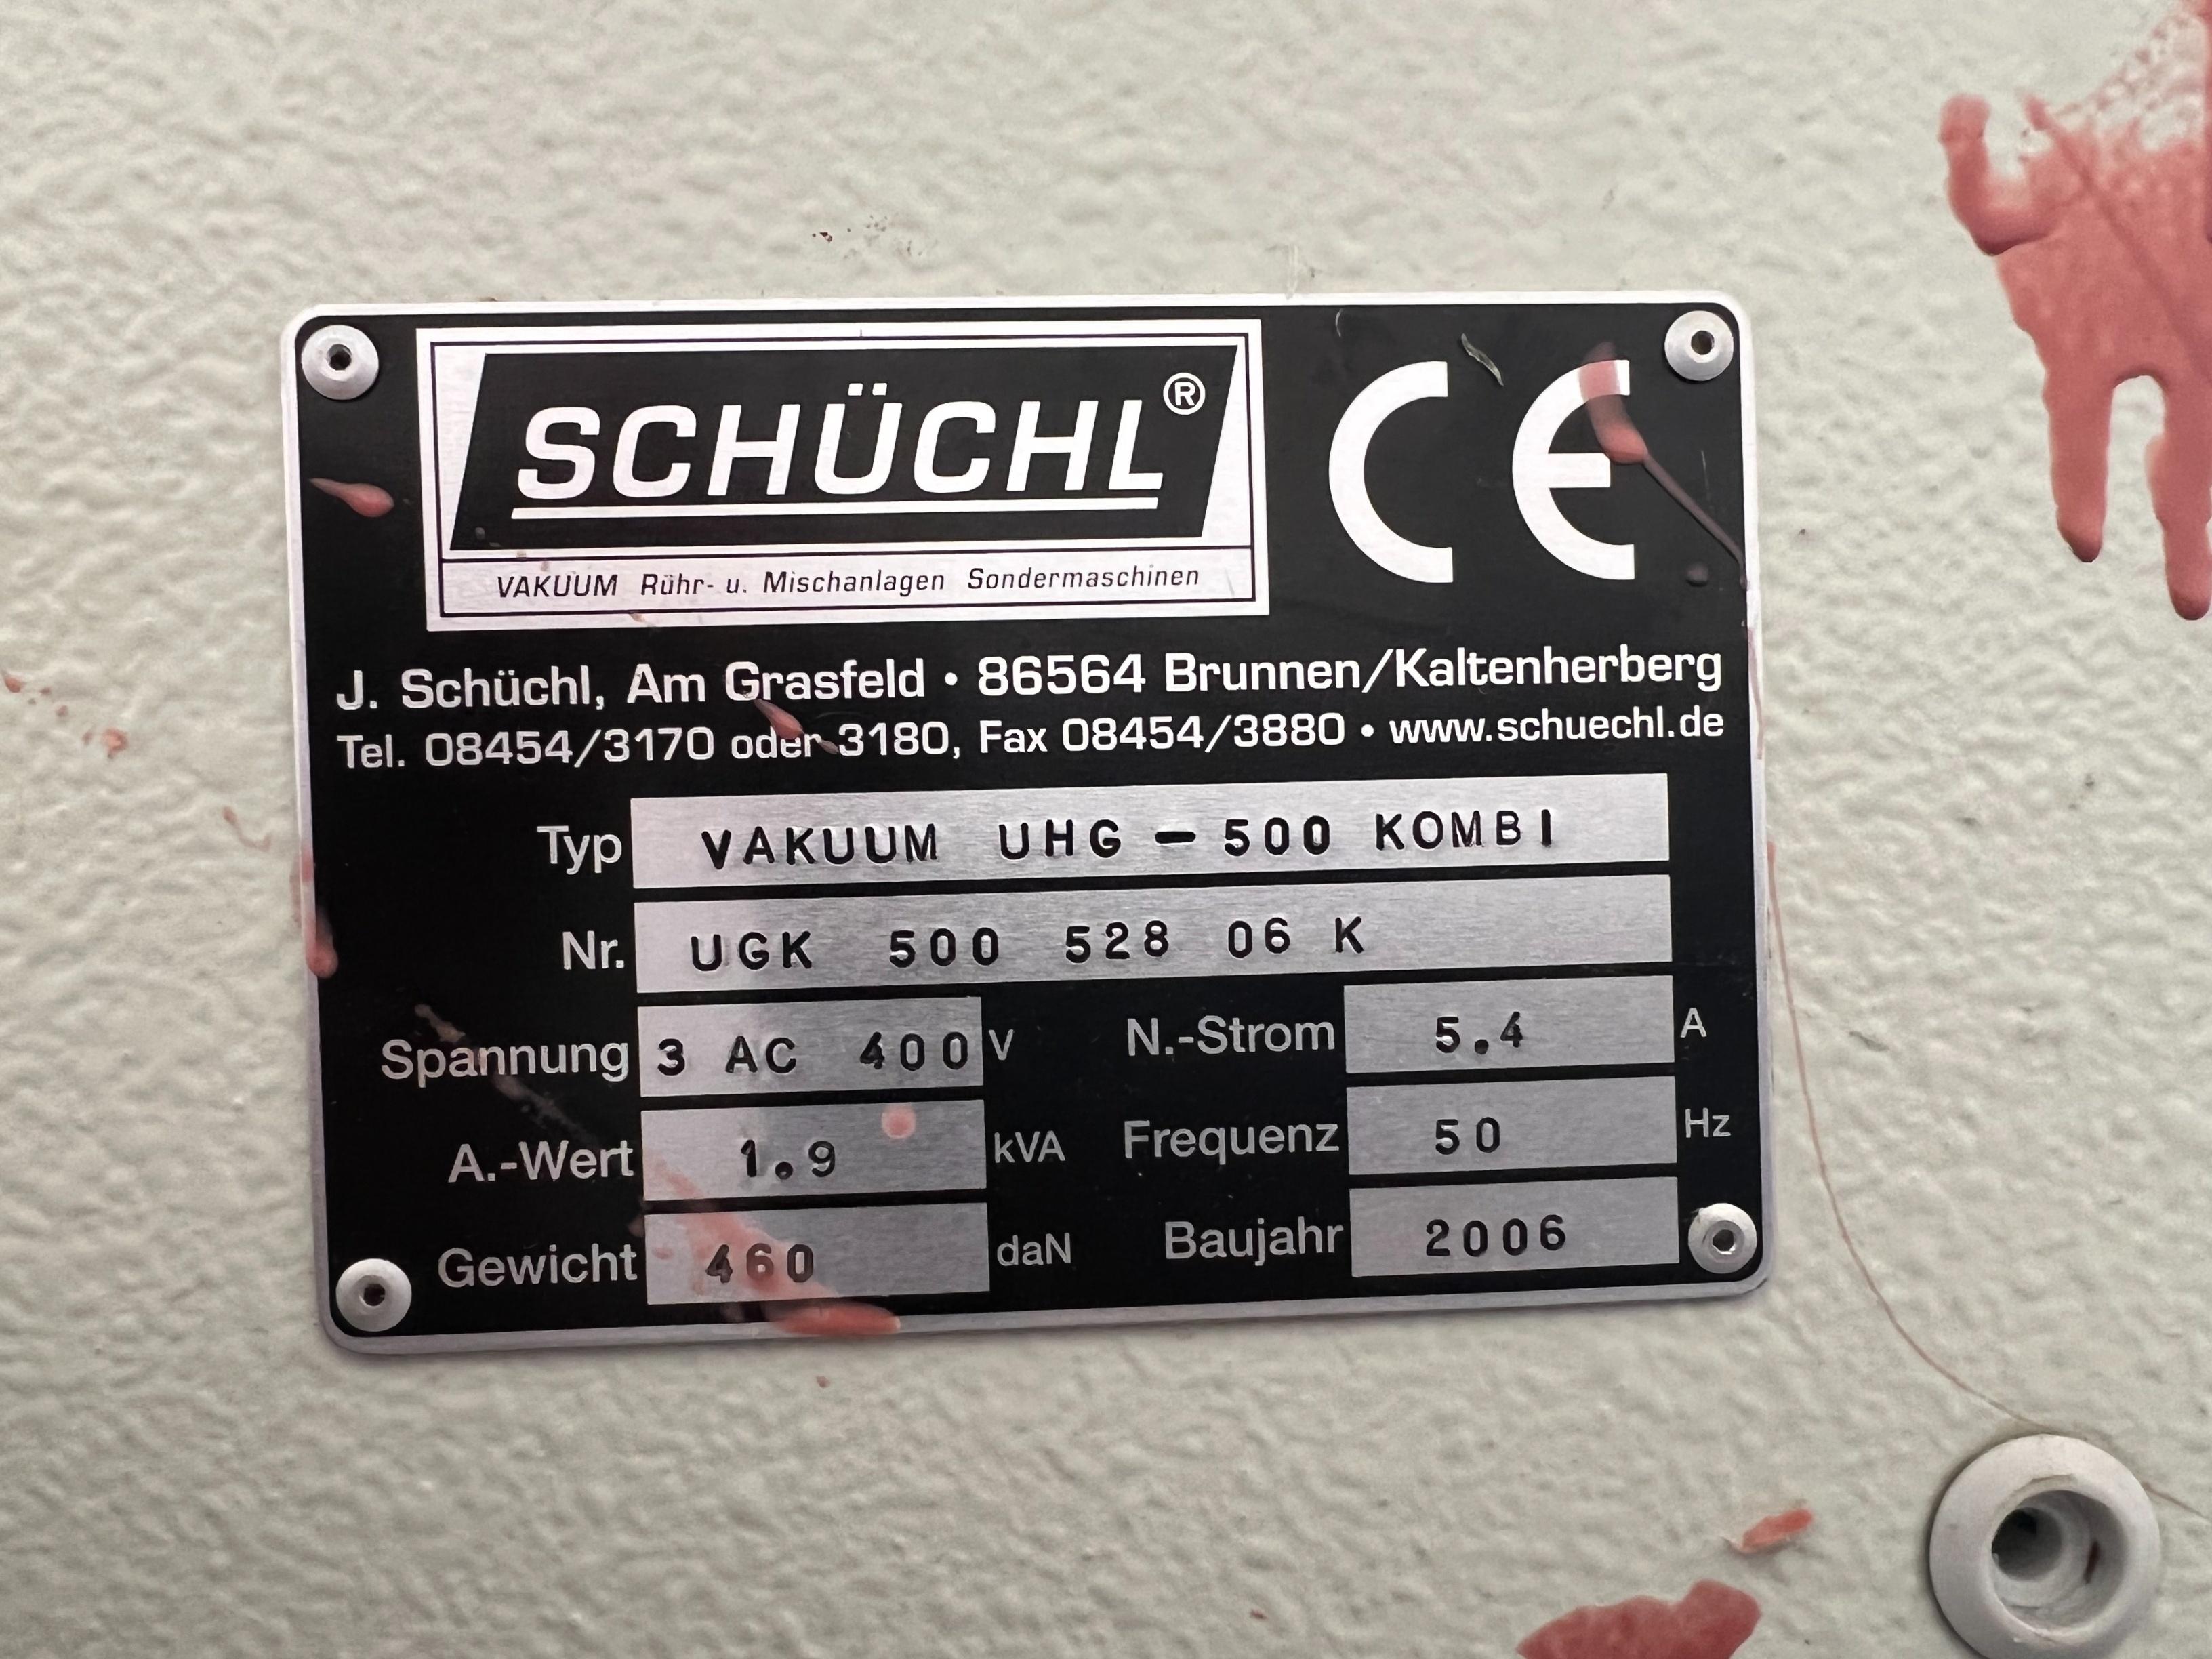 SCHÜCHL®
CE
VAKUUM Rühr- u. Mischanlagen Sondermaschinen
J. Schüchl, Am Grasfeld • 86564 Brunnen/Kaltenherberg
Tel. 08454/3170 oder 3180, Fax 08454/3880 • www.schuechl.de
Typ VAKUUM UHG - 500 KOMBI
Nr. UGK 500 528 06 K
Spannung 3 AC 400 V N.-Strom 5.4 A
A.-Wert 1.9 kVA Frequenz 50 Hz
Gewicht 460 daN Baujahr 2006